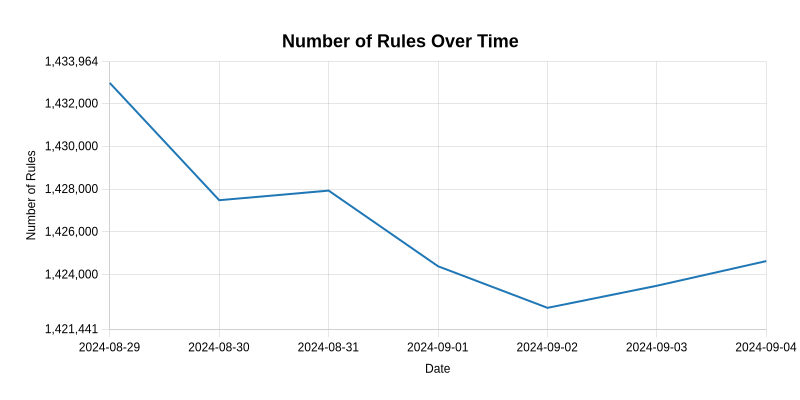 Number of Rules Over Time
1,433,964
1,432,000
1,430,000
1,428,000
1,426,000
1,424,000
1,421,441
Number of Rules
2024-08-29 2024-08-30 2024-08-31 2024-09-01 2024-09-02 2024-09-03 2024-09-04
Date